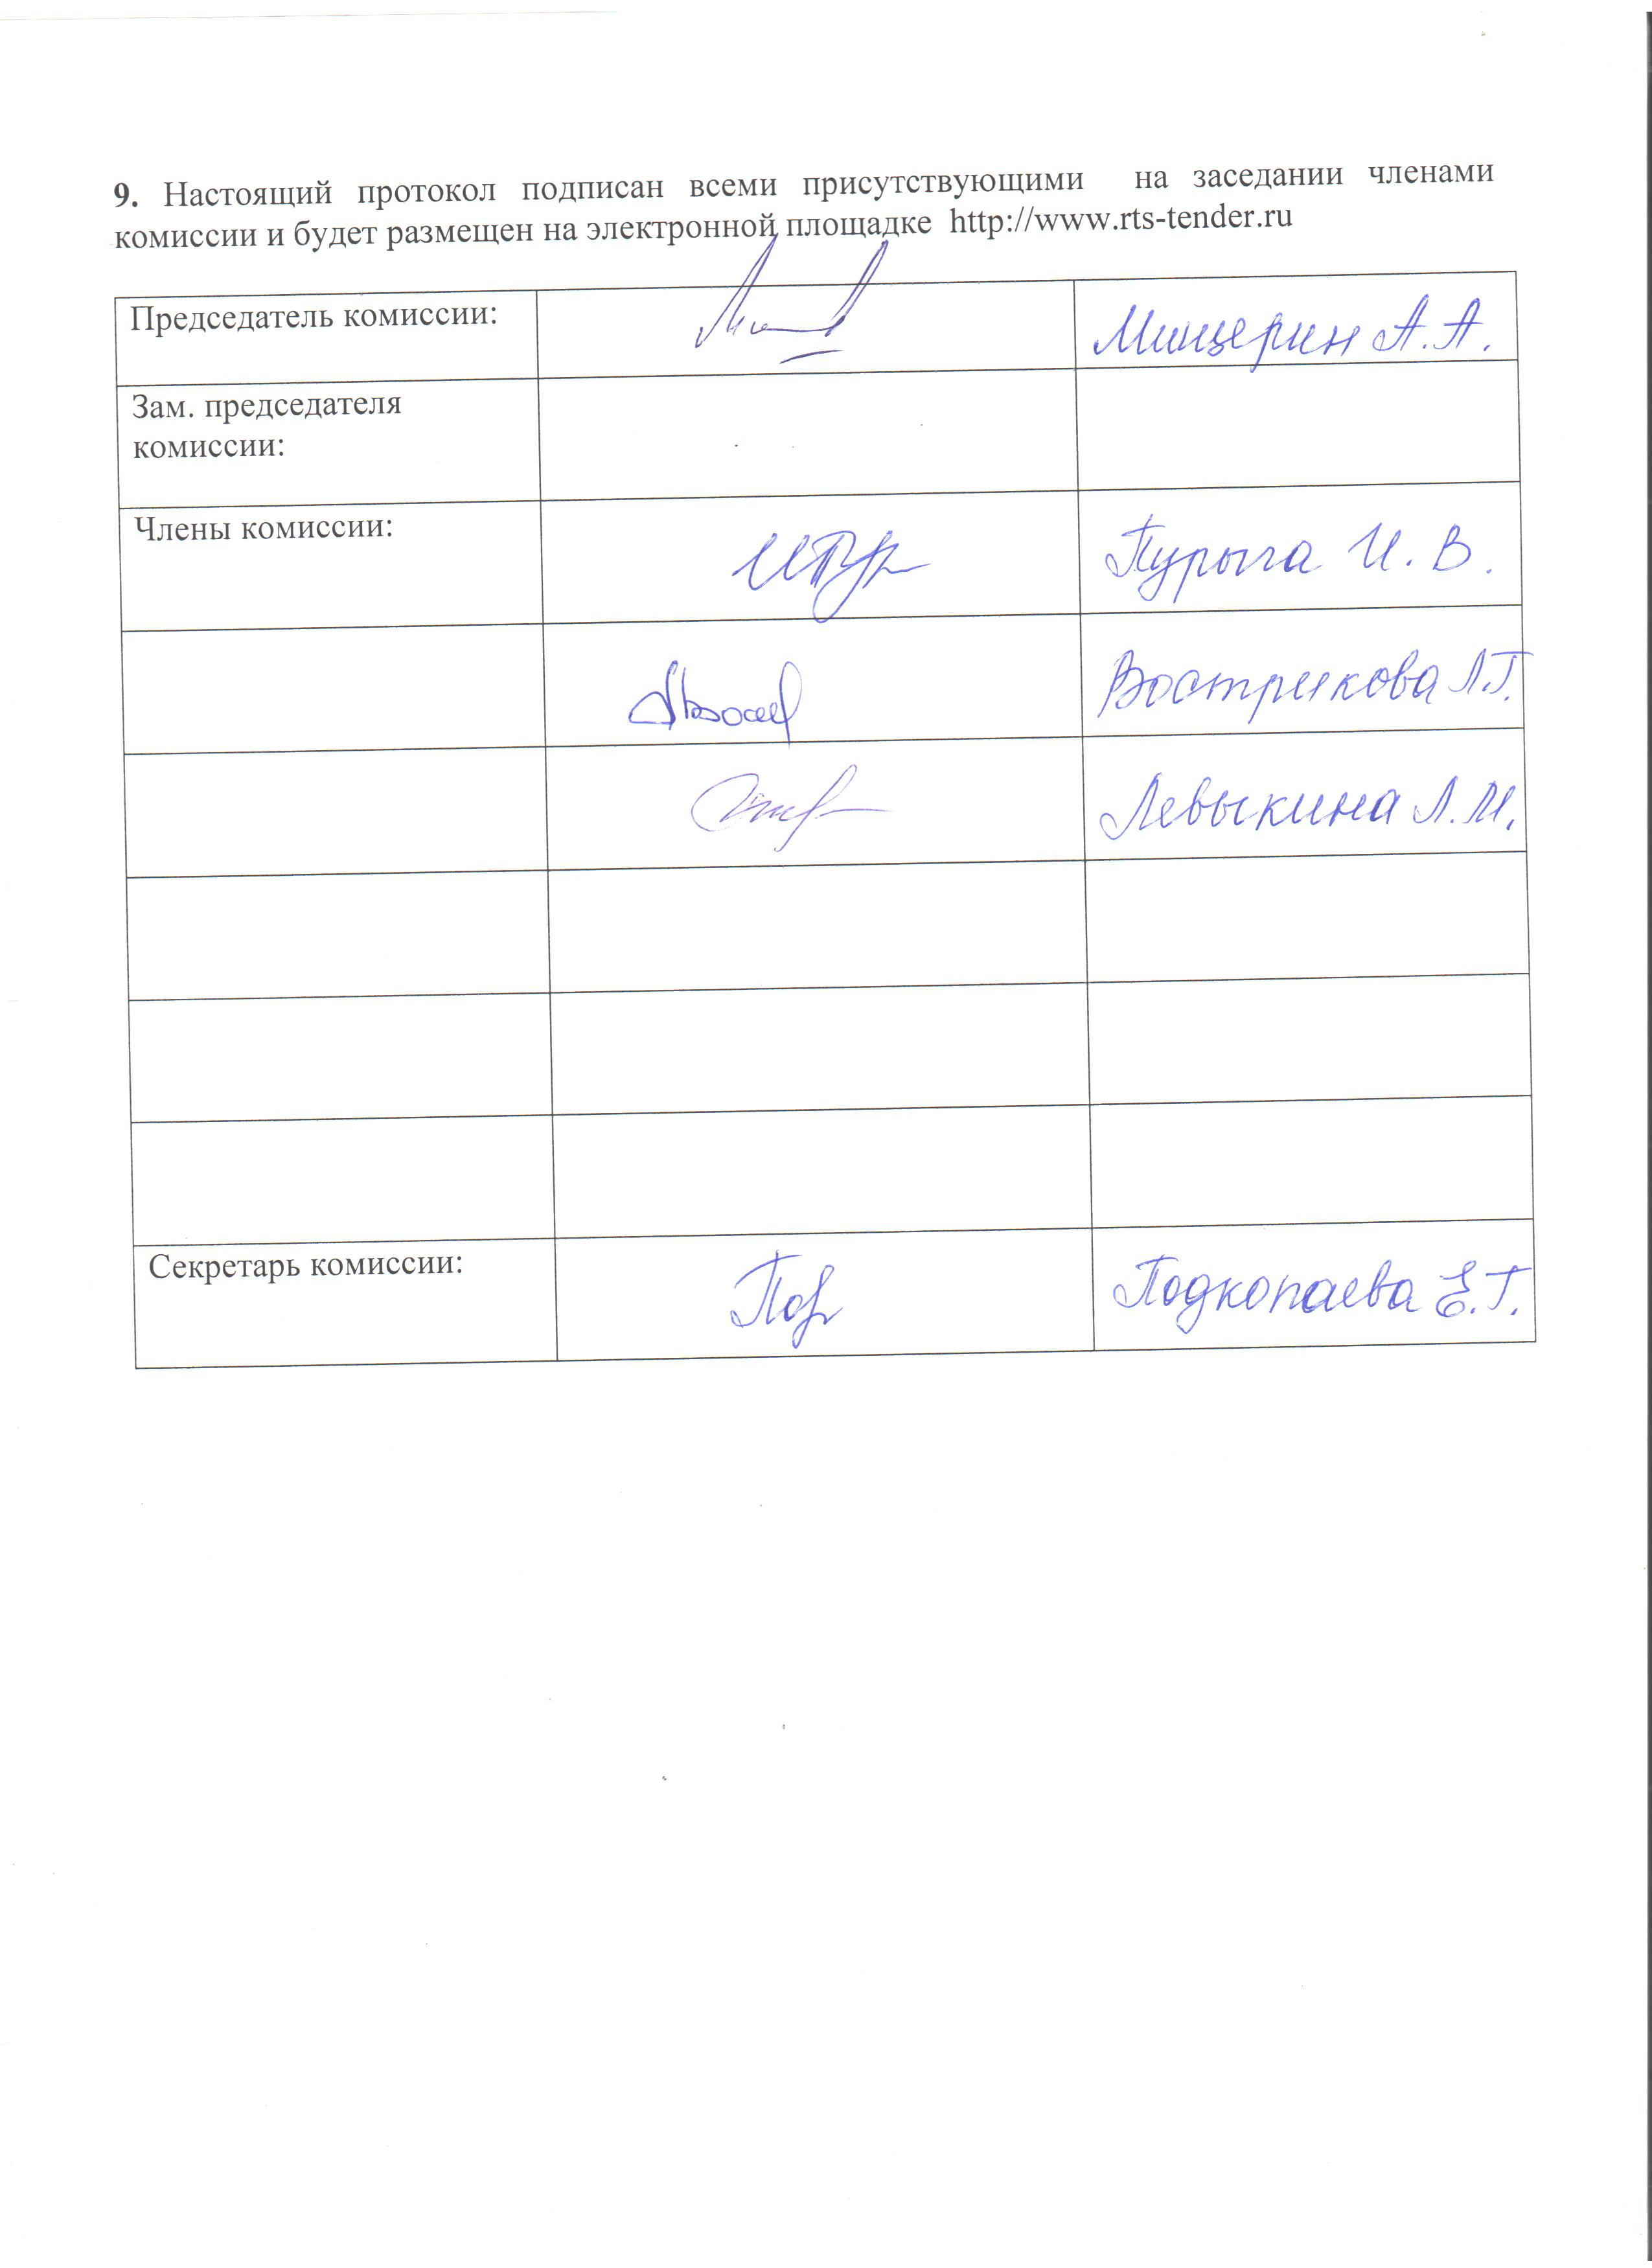 9. Настоящий протокол подписан всеми присутствующими на заседании членами
комиссии и будет размещен на электронной площадке http://www.rts-tender.ru
Председатель комиссии: Мищерин А.А.
Зам. председателя
комиссии:
Члены комиссии: Пурыга И. В.
Вострикова Л.Г.
Левыкина Л.М.
Секретарь комиссии: Подкопаева Е.Г.